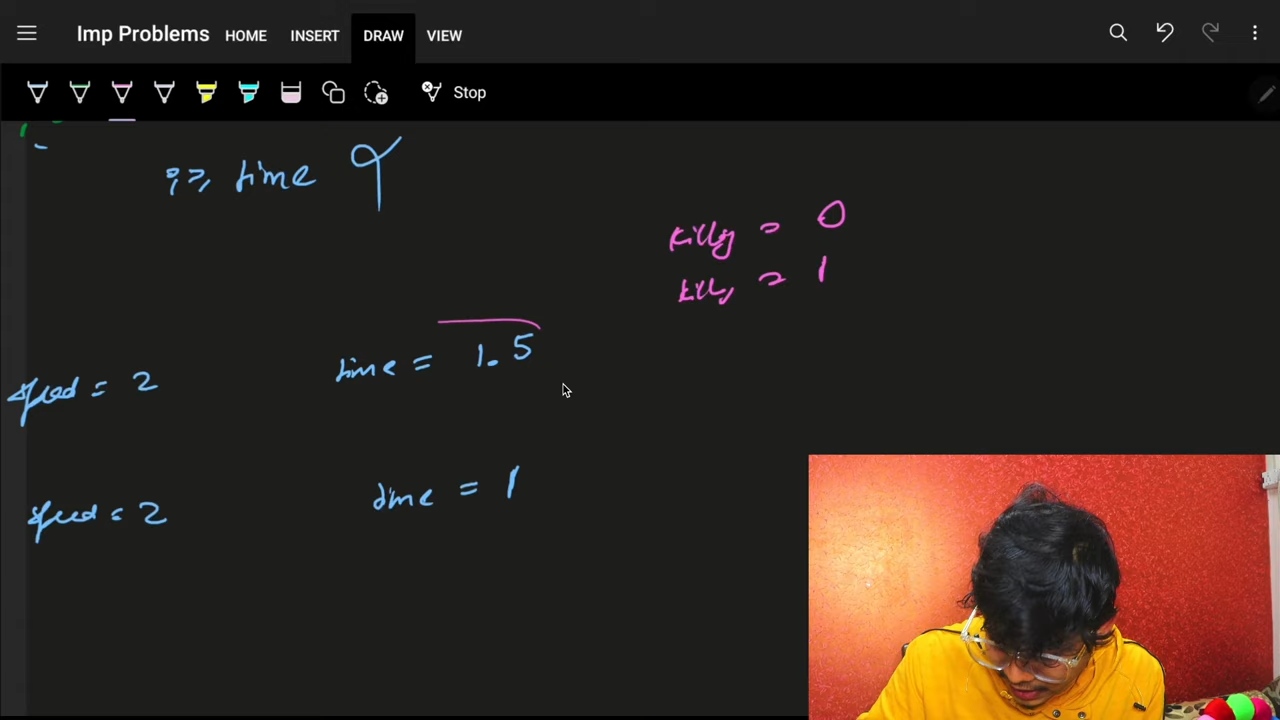 Imp Problems HOME INSERT DRAW VIEW
Stop
time
killy = 0
killy = 1
speed = 2 time = 1.5
speed = 2 time = 1